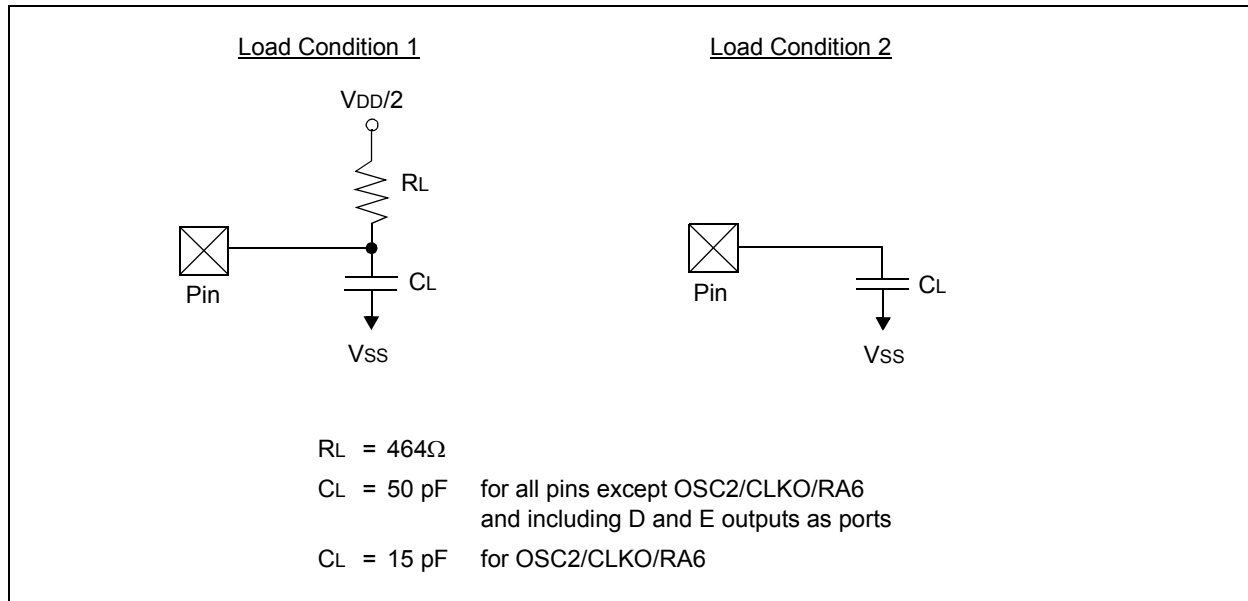 Load Condition 1
Load Condition 2
VDD/2
RL
Pin
CL
VSS
Pin
CL
VSS
RL = 464Ω
CL = 50 pF for all pins except OSC2/CLKO/RA6
and including D and E outputs as ports
CL = 15 pF for OSC2/CLKO/RA6